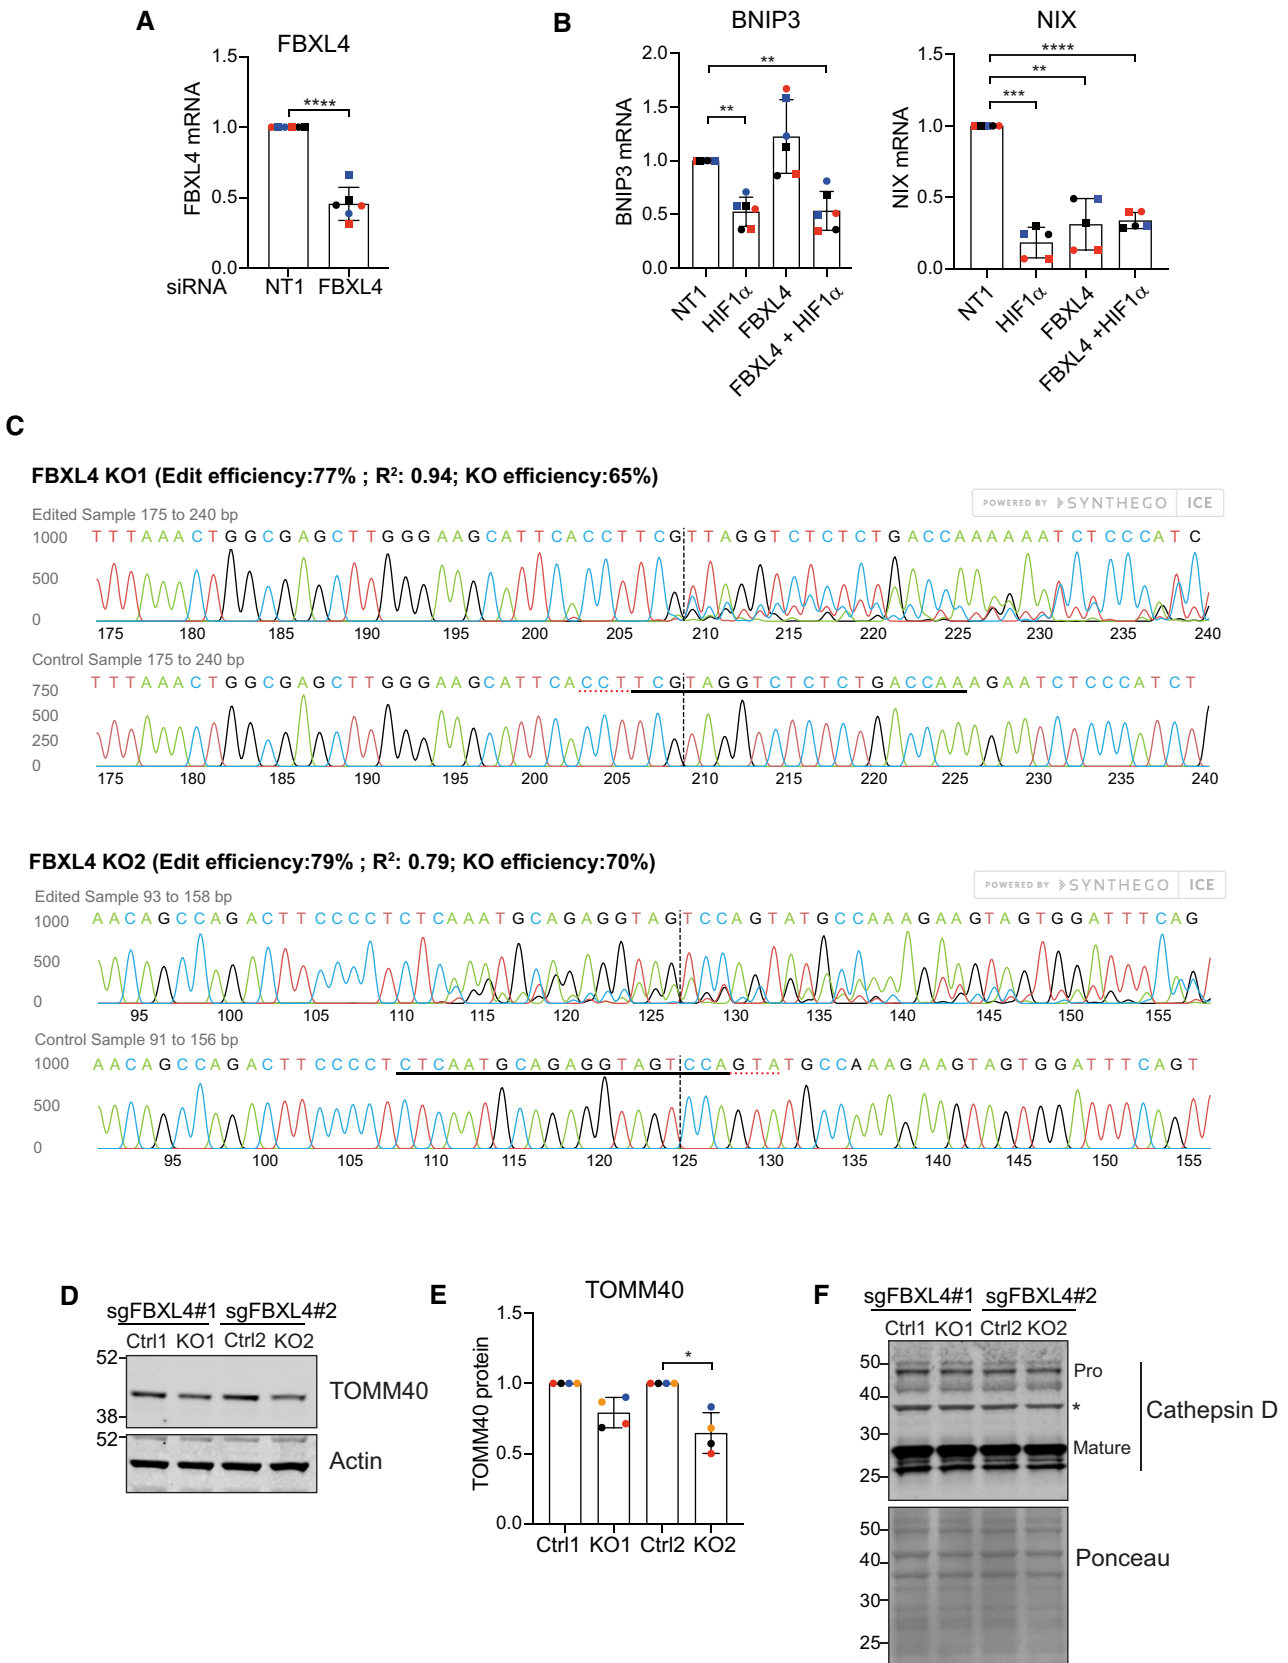 A
FBXL4
1.5
1.0
0.5
0.0
FBXL4 mRNA
****
siRNA
NT1 FBXL4
B
BNIP3
2.0
1.5
1.0
0.5
0.0
BNIP3 mRNA
**
**
NT1
HIF1α
FBXL4
FBXL4 + HIF1α
NIX
1.5
1.0
0.5
0.0
NIX mRNA
****
**
***
NT1
HIF1α
FBXL4
FBXL4 +HIF1α
C
FBXL4 KO1 (Edit efficiency:77% ; R²: 0.94; KO efficiency:65%)
POWERED BY SYNTHEGO ICE
Edited Sample 175 to 240 bp
1000
500
0
TTTAAACTGGCGAGCTTGGGAAGCATTCACCTTCGTTAGGTCTCTCTGACCAAAAAATCTCCCATC
175 180 185 190 195 200 205 210 215 220 225 230 235 240
Control Sample 175 to 240 bp
750
500
250
0
TTTAAACTGGCGAGCTTGGGAAGCATTCACCTTCGTAGGTCTCTCTGACCAAAGAATCTCCCATCT
175 180 185 190 195 200 205 210 215 220 225 230 235 240
FBXL4 KO2 (Edit efficiency:79% ; R²: 0.79; KO efficiency:70%)
POWERED BY SYNTHEGO ICE
Edited Sample 93 to 158 bp
1000
500
0
AACAGCCAGACTTCCCCTCTCAAATGCAGAGGTAGTCCAGTATGCCAAAGAAGTAGTGGATTTCAG
95 100 105 110 115 120 125 130 135 140 145 150 155
Control Sample 91 to 156 bp
1000
500
0
AACAGCCAGACTTCCCCTCTCAATGCAGAGGTAGTCCAGTATGCCAAAGAAGTAGTGGATTTCAGT
95 100 105 110 115 120 125 130 135 140 145 150 155
D
sgFBXL4#1 sgFBXL4#2
Ctrl1 KO1 Ctrl2 KO2
52
38
TOMM40
52
Actin
E
TOMM40
1.5
1.0
0.5
0.0
TOMM40 protein
*
Ctrl1 KO1 Ctrl2 KO2
F
sgFBXL4#1 sgFBXL4#2
Ctrl1 KO1 Ctrl2 KO2
50
40
30
25
Pro
*
Mature
Cathepsin D
50
40
30
25
Ponceau